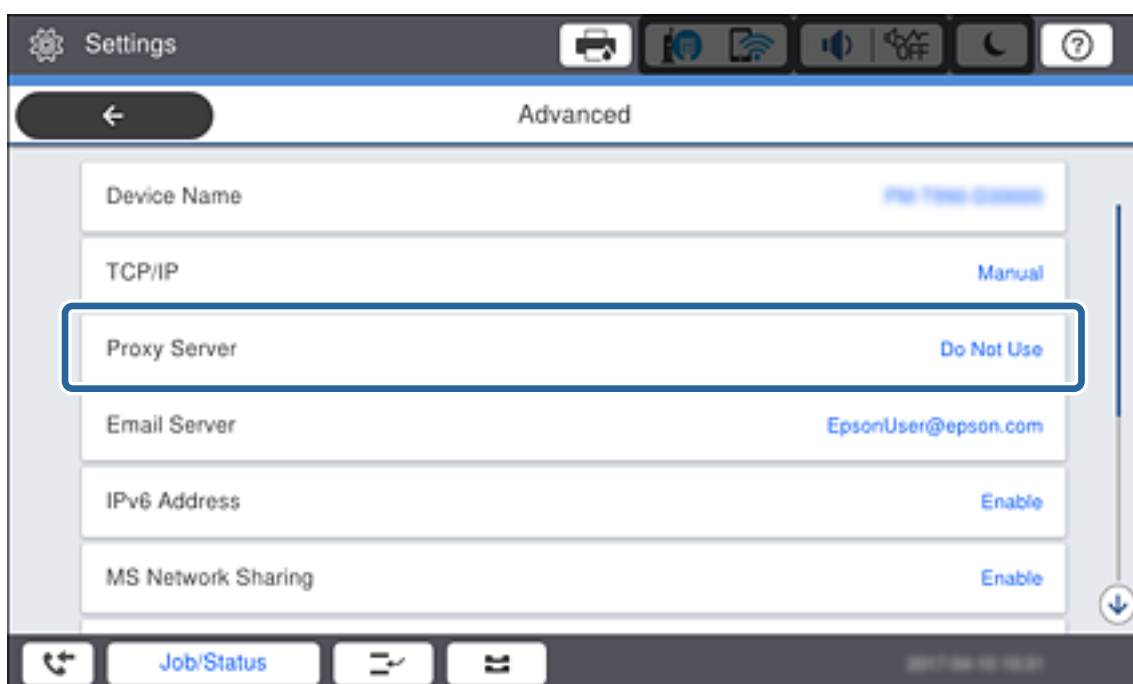 Settings
OFF
?
Advanced
Device Name
TCP/IP Manual
Proxy Server Do Not Use
Email Server EpsonUser@epson.com
IPv6 Address Enable
MS Network Sharing Enable
Job/Status